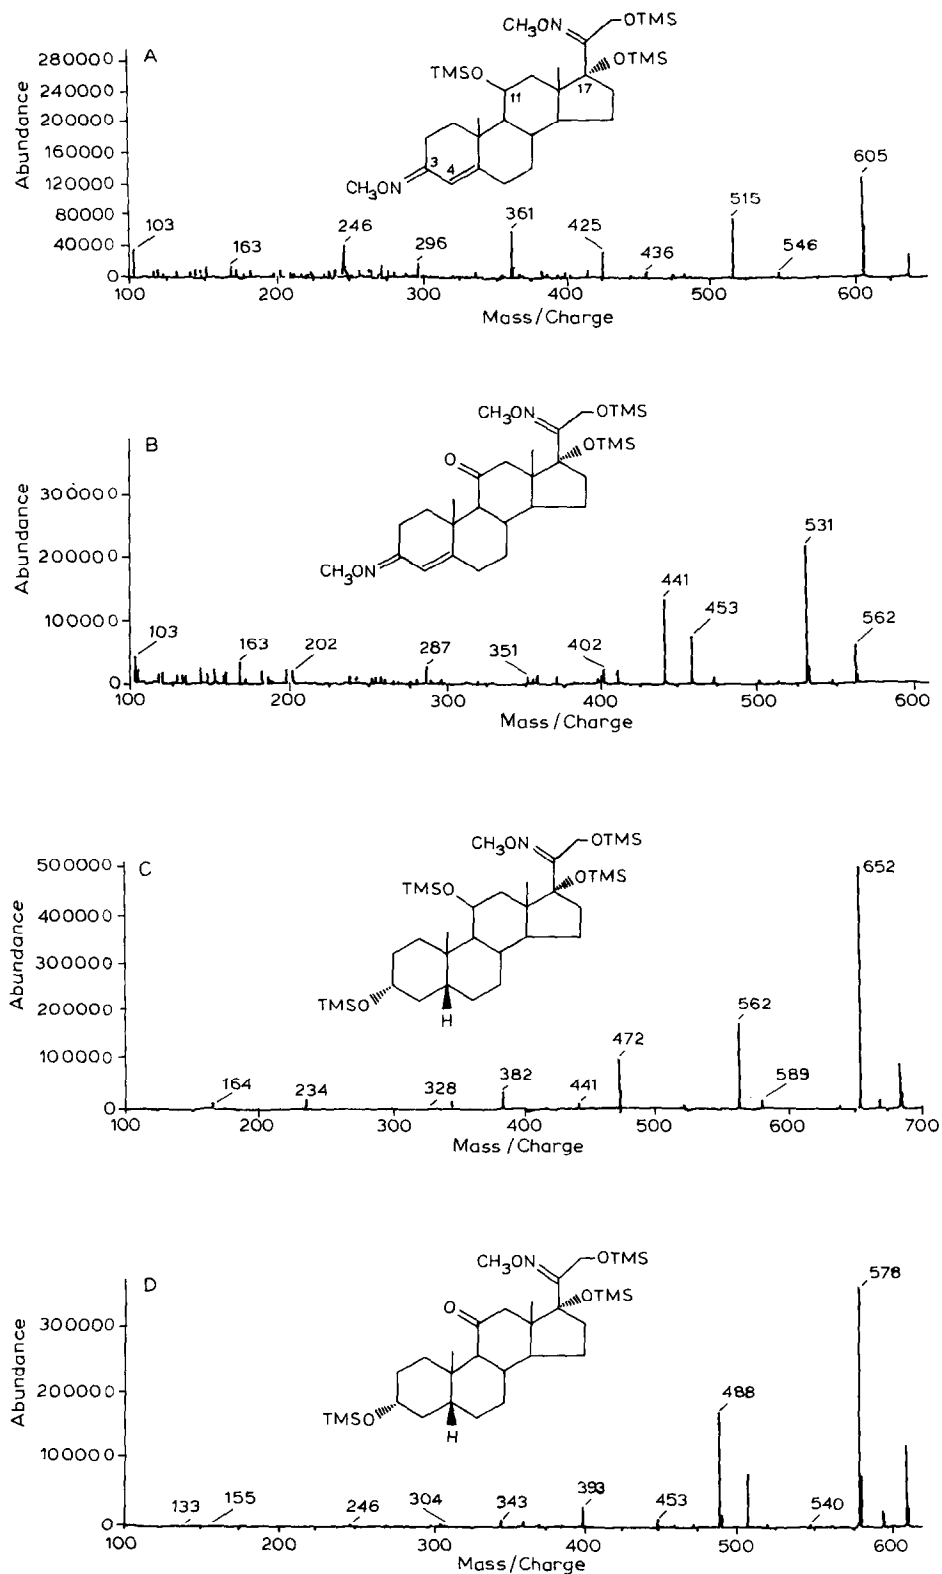 A
CH3ON
OTMS
OTMS
TMSO
11
17
3
4
CH3ON
Abundance
280000
240000
200000
160000
120000
80000
40000
0
103
163
246
296
361
425
436
515
546
605
100
200
300
400
500
600
Mass/Charge
B
CH3ON
OTMS
OTMS
O
CH3ON
Abundance
300000
200000
100000
0
103
163
202
287
351
402
441
453
531
562
100
200
300
400
500
600
Mass/Charge
C
CH3ON
OTMS
OTMS
TMSO
TMSO
H
Abundance
500000
400000
300000
200000
100000
0
164
234
328
382
441
472
562
589
652
100
200
300
400
500
600
700
Mass/Charge
D
CH3ON
OTMS
OTMS
O
TMSO
H
Abundance
300000
200000
100000
0
133
155
246
304
343
393
453
488
540
578
100
200
300
400
500
600
Mass/Charge